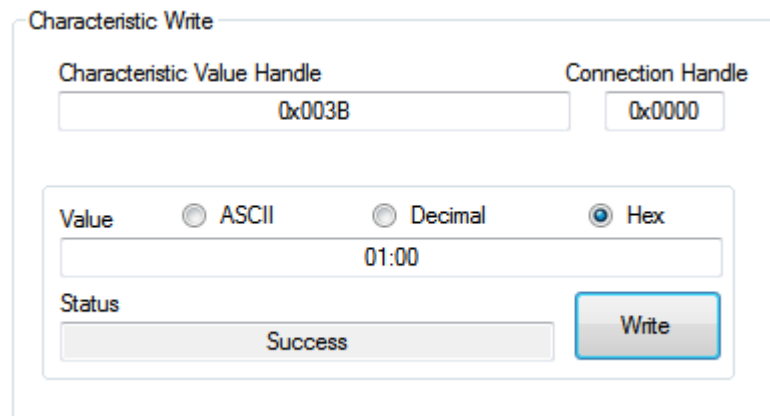 Characteristic Write
Characteristic Value Handle Connection Handle
0x003B 0x0000
Value ASCII Decimal Hex
01:00
Status
Success Write